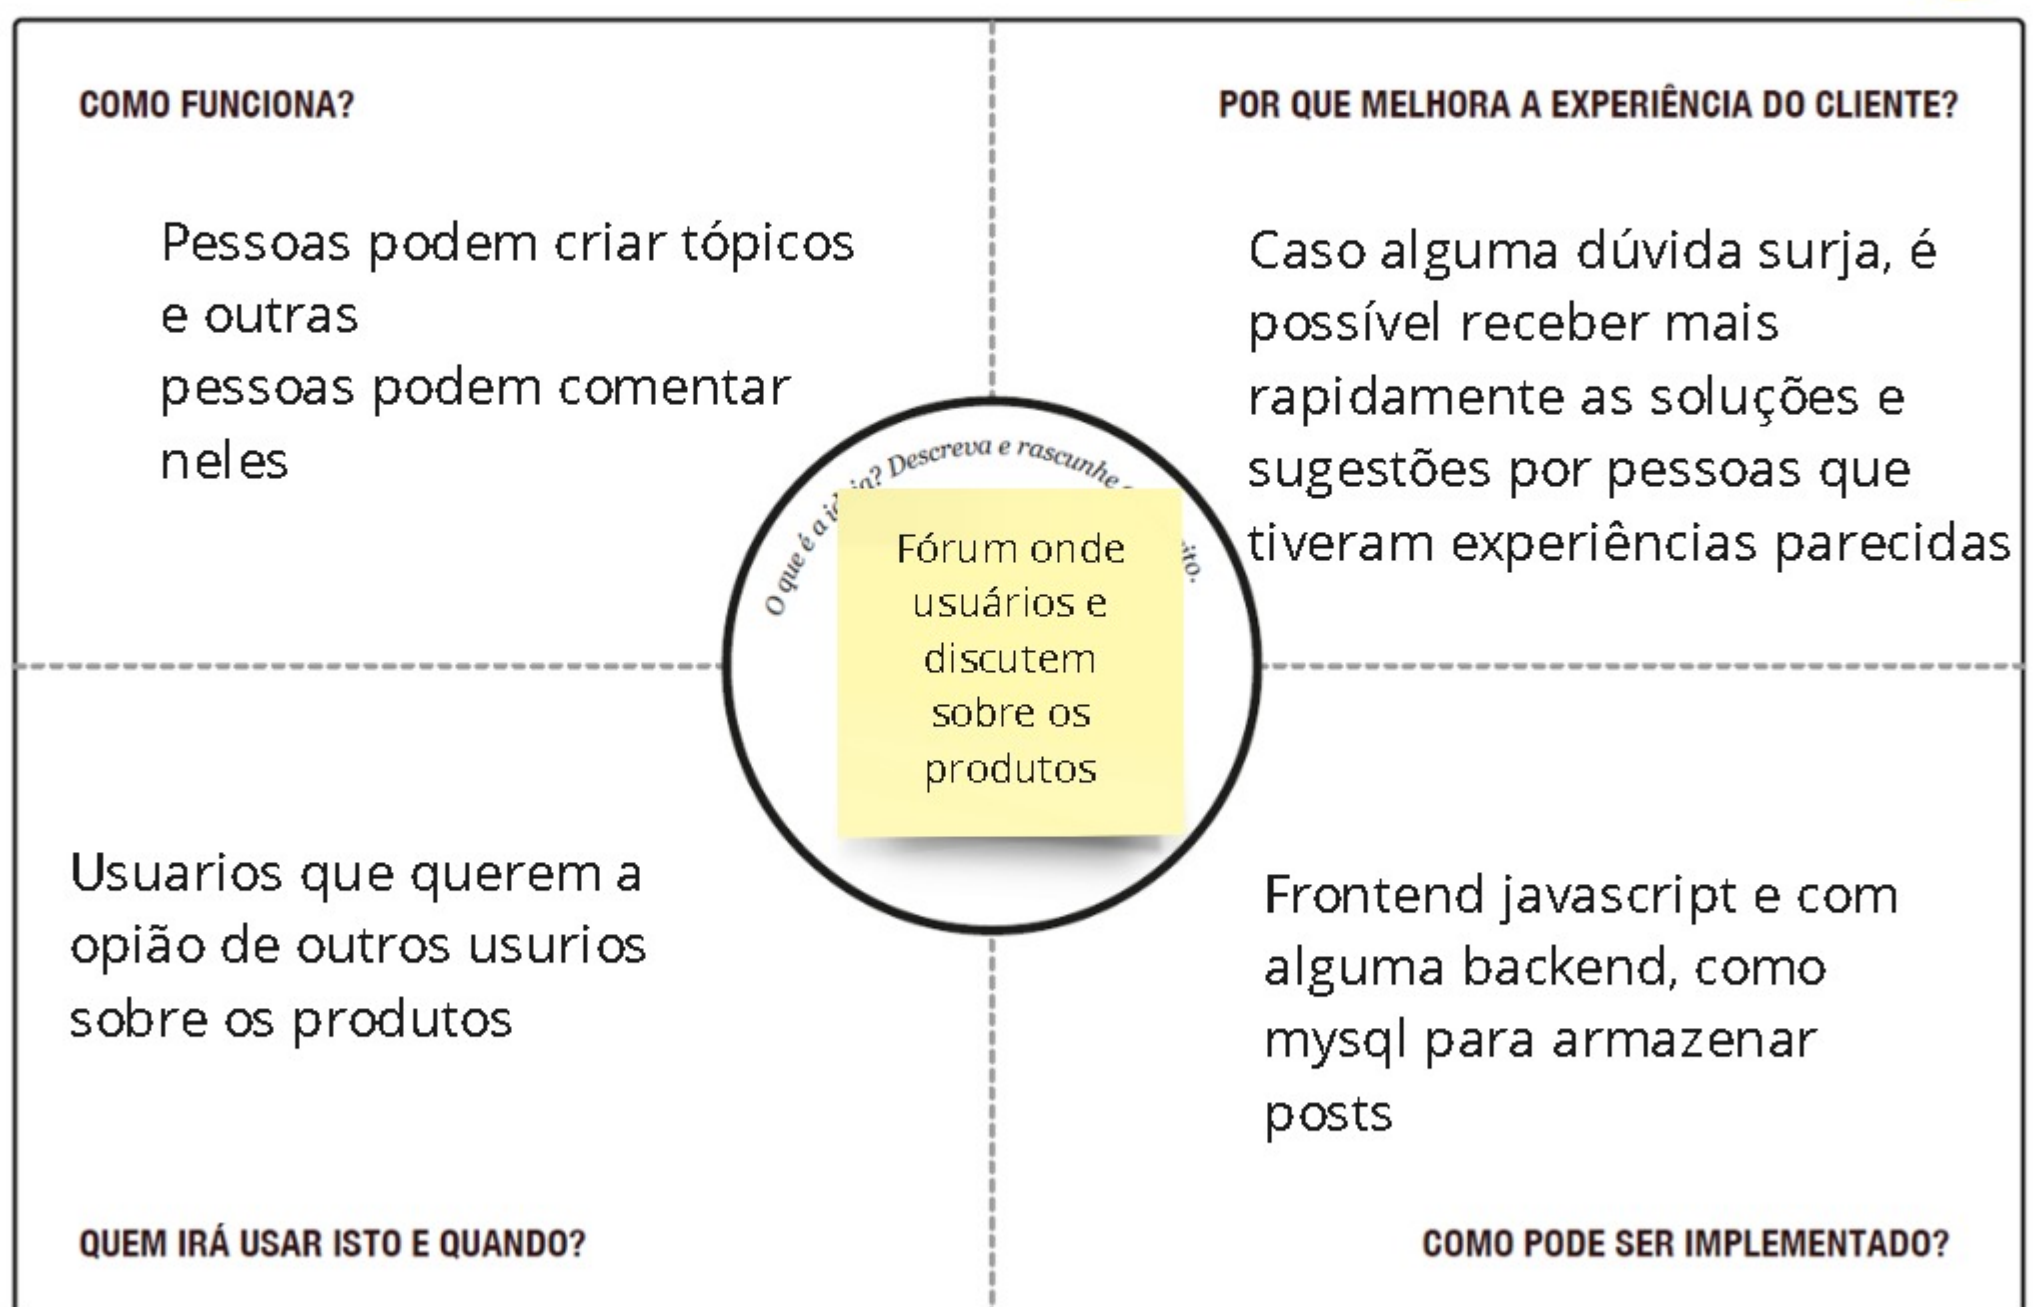 COMO FUNCIONA?
Pessoas podem criar tópicos
e outras
pessoas podem comentar
neles
POR QUE MELHORA A EXPERIÊNCIA DO CLIENTE?
Caso alguma dúvida surja, é
possível receber mais
rapidamente as soluções e
sugestões por pessoas que
tiveram experiências parecidas
O que é a ? Descreva e rascunhe
Fórum onde
usuários e
discutem
sobre os
produtos
Usuarios que querem a
opião de outros usurios
sobre os produtos
QUEM IRÁ USAR ISTO E QUANDO?
Frontend javascript e com
alguma backend, como
mysql para armazenar
posts
COMO PODE SER IMPLEMENTADO?